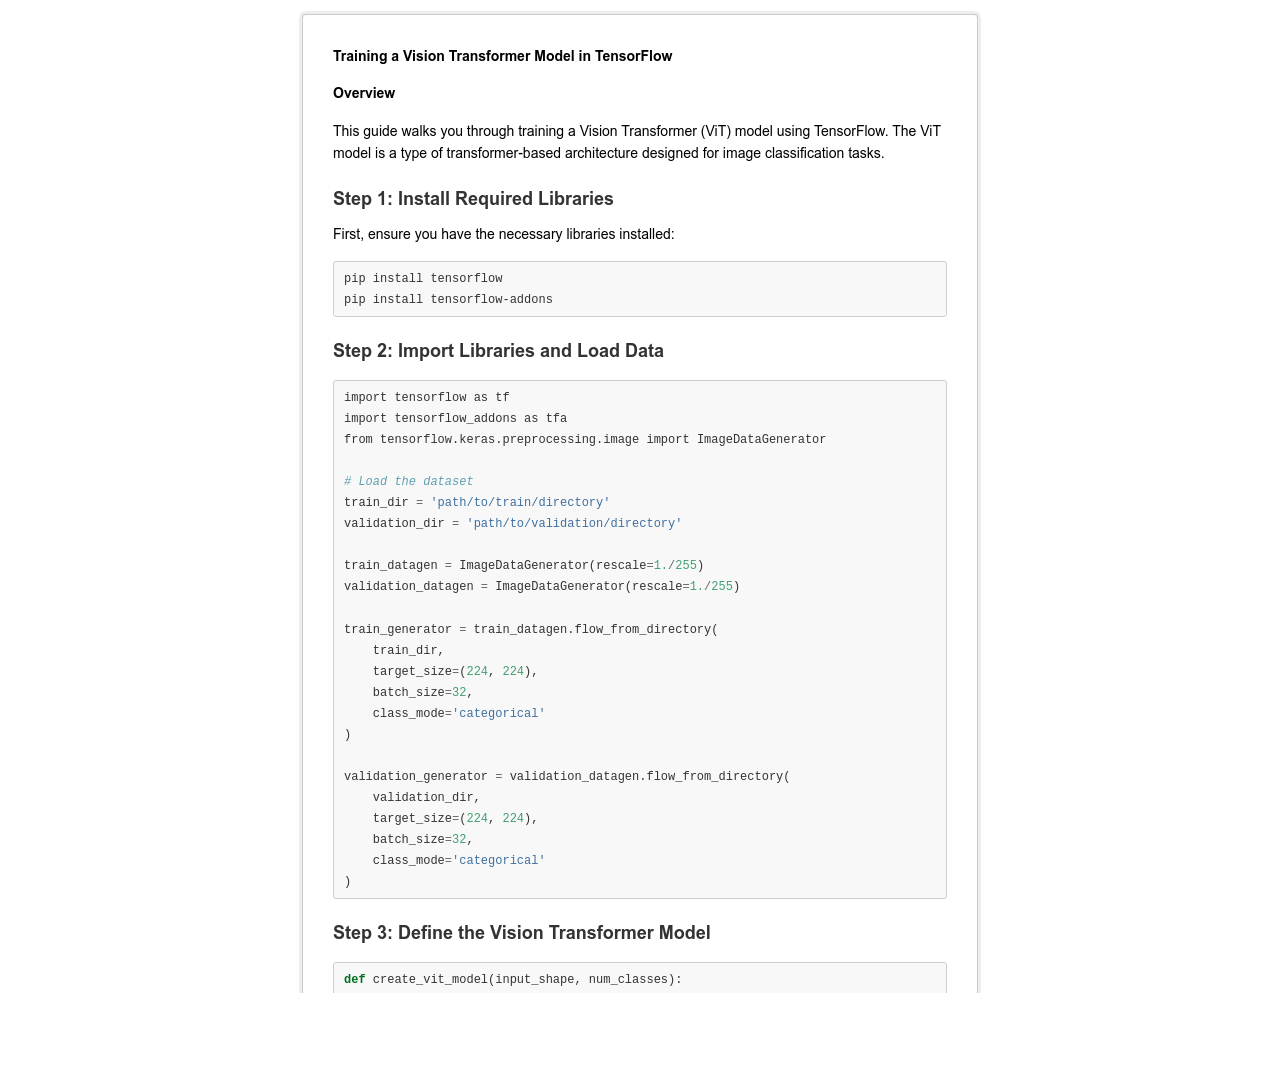 Training a Vision Transformer Model in TensorFlow
Overview
This guide walks you through training a Vision Transformer (ViT) model using TensorFlow. The ViT
model is a type of transformer-based architecture designed for image classification tasks.
Step 1: Install Required Libraries
First, ensure you have the necessary libraries installed:
pip install tensorflow
pip install tensorflow-addons
Step 2: Import Libraries and Load Data
import tensorflow as tf
import tensorflow_addons as tfa
from tensorflow.keras.preprocessing.image import ImageDataGenerator
# Load the dataset
train_dir = 'path/to/train/directory'
validation_dir = 'path/to/validation/directory'
train_datagen = ImageDataGenerator(rescale=1./255)
validation_datagen = ImageDataGenerator(rescale=1./255)
train_generator = train_datagen.flow_from_directory(
    train_dir,
    target_size=(224, 224),
    batch_size=32,
    class_mode='categorical'
)
validation_generator = validation_datagen.flow_from_directory(
    validation_dir,
    target_size=(224, 224),
    batch_size=32,
    class_mode='categorical'
)
Step 3: Define the Vision Transformer Model
def create_vit_model(input_shape, num_classes):